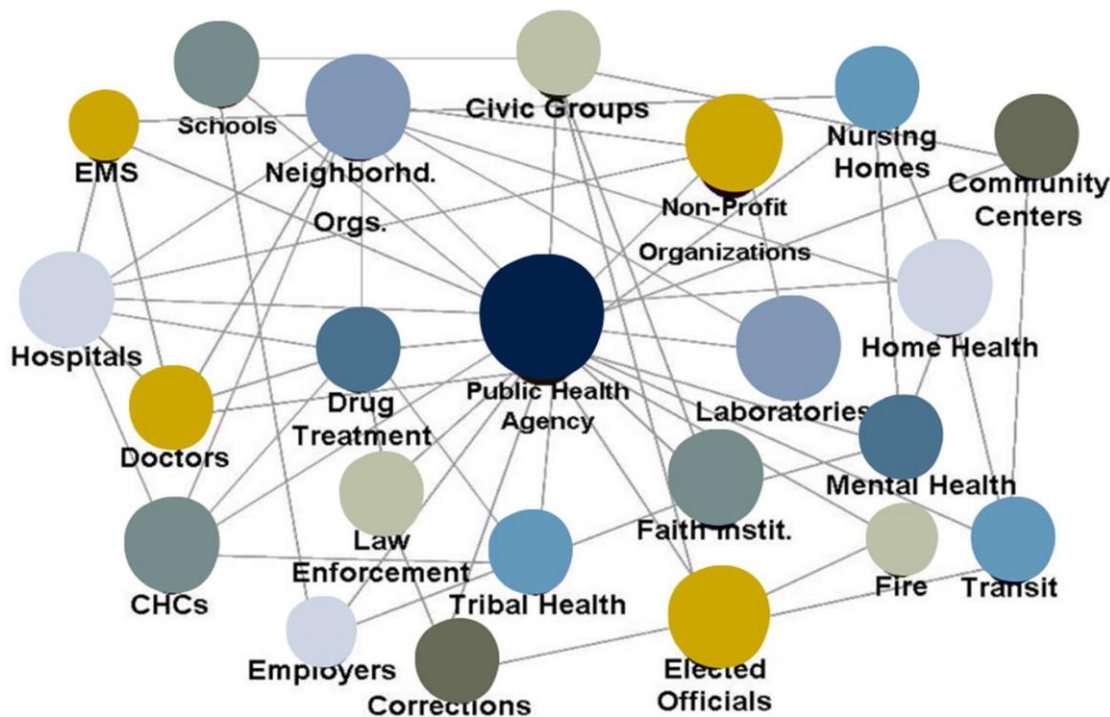 Schools
Civic Groups
EMS
Neighborhd.
Orgs.
Non-Profit
Organizations
Nursing
Homes
Community
Centers
Hospitals
Drug
Treatment
Public Health
Agency
Laboratories
Home Health
Doctors
Law
Enforcement
Faith Instit.
Mental Health
CHCs
Tribal Health
Fire
Transit
Employers
Corrections
Elected
Officials